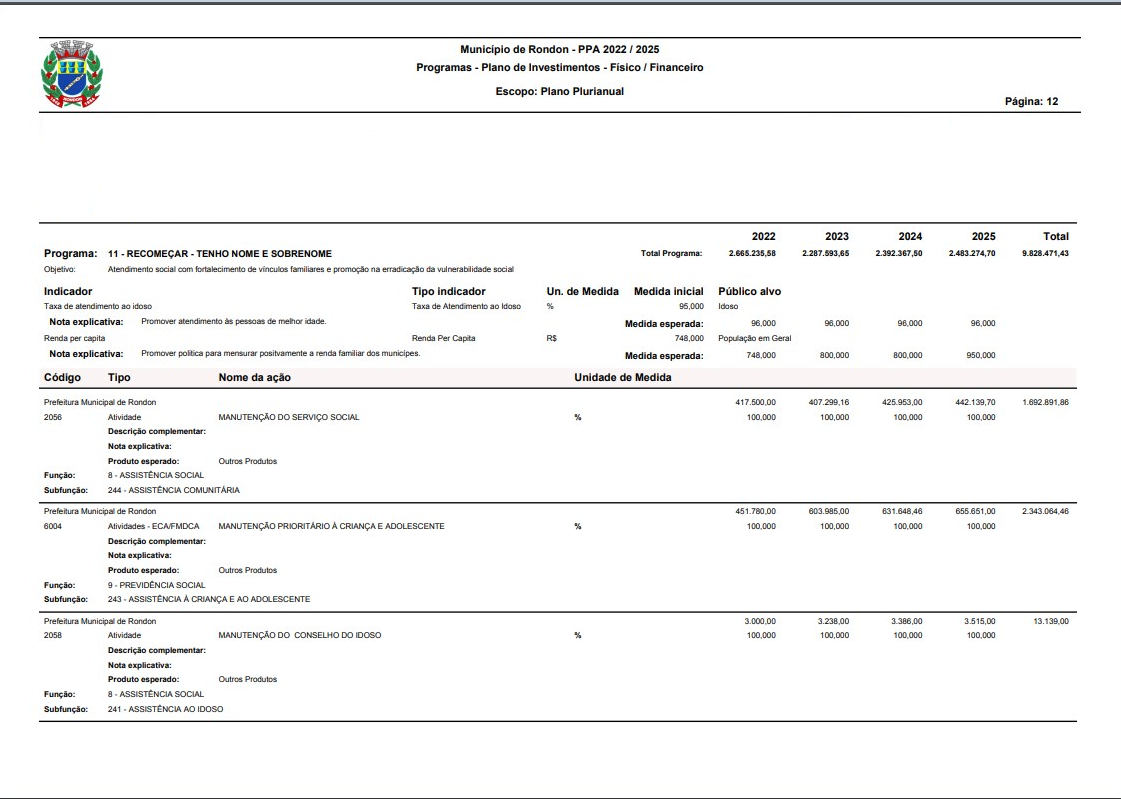 Município de Rondon - PPA 2022 / 2025
Programas - Plano de Investimentos - Físico / Financeiro
Escopo: Plano Plurianual
Página: 12
2022 2023 2024 2025 Total
Programa: 11 - RECOMEÇAR - TENHO NOME E SOBRENOME Total Programa: 2.665.235,58 2.287.593,65 2.392.367,50 2.483.274,70 9.828.471,43
Objetivo: Atendimento social com fortalecimento de vínculos familiares e promoção na erradicação da vulnerabilidade social
Indicador Tipo indicador Un. de Medida Medida inicial Público alvo
Taxa de atendimento ao idoso Taxa de Atendimento ao Idoso % 95,000 Idoso
Nota explicativa: Promover atendimento às pessoas de melhor idade.
Medida esperada: 96,000 96,000 96,000 96,000
Renda per capita Renda Per Capita R$ 748,000 População em Geral
Nota explicativa: Promover politica para mensurar positvamente a renda familiar dos municipes.
Medida esperada: 748,000 800,000 800,000 950,000
Código Tipo Nome da ação Unidade de Medida
Prefeitura Municipal de Rondon 417.500,00 407.299,16 425.953,00 442.139,70 1.692.891,86
2056 Atividade MANUTENÇÃO DO SERVIÇO SOCIAL % 100,000 100,000 100,000 100,000
Descrição complementar:
Nota explicativa:
Produto esperado: Outros Produtos
Função: 8 - ASSISTÊNCIA SOCIAL
Subfunção: 244 - ASSISTÊNCIA COMUNITÁRIA
Prefeitura Municipal de Rondon 451.780,00 603.985,00 631.648,46 655.651,00 2.343.064,46
6004 Atividades - ECA/FMDCA MANUTENÇÃO PRIORITÁRIO À CRIANÇA E ADOLESCENTE % 100,000 100,000 100,000 100,000
Descrição complementar:
Nota explicativa:
Produto esperado: Outros Produtos
Função: 9 - PREVIDÊNCIA SOCIAL
Subfunção: 243 - ASSISTÊNCIA À CRIANÇA E AO ADOLESCENTE
Prefeitura Municipal de Rondon 3.000,00 3.238,00 3.386,00 3.515,00 13.139,00
2058 Atividade MANUTENÇÃO DO CONSELHO DO IDOSO % 100,000 100,000 100,000 100,000
Descrição complementar:
Nota explicativa:
Produto esperado: Outros Produtos
Função: 8 - ASSISTÊNCIA SOCIAL
Subfunção: 241 - ASSISTÊNCIA AO IDOSO